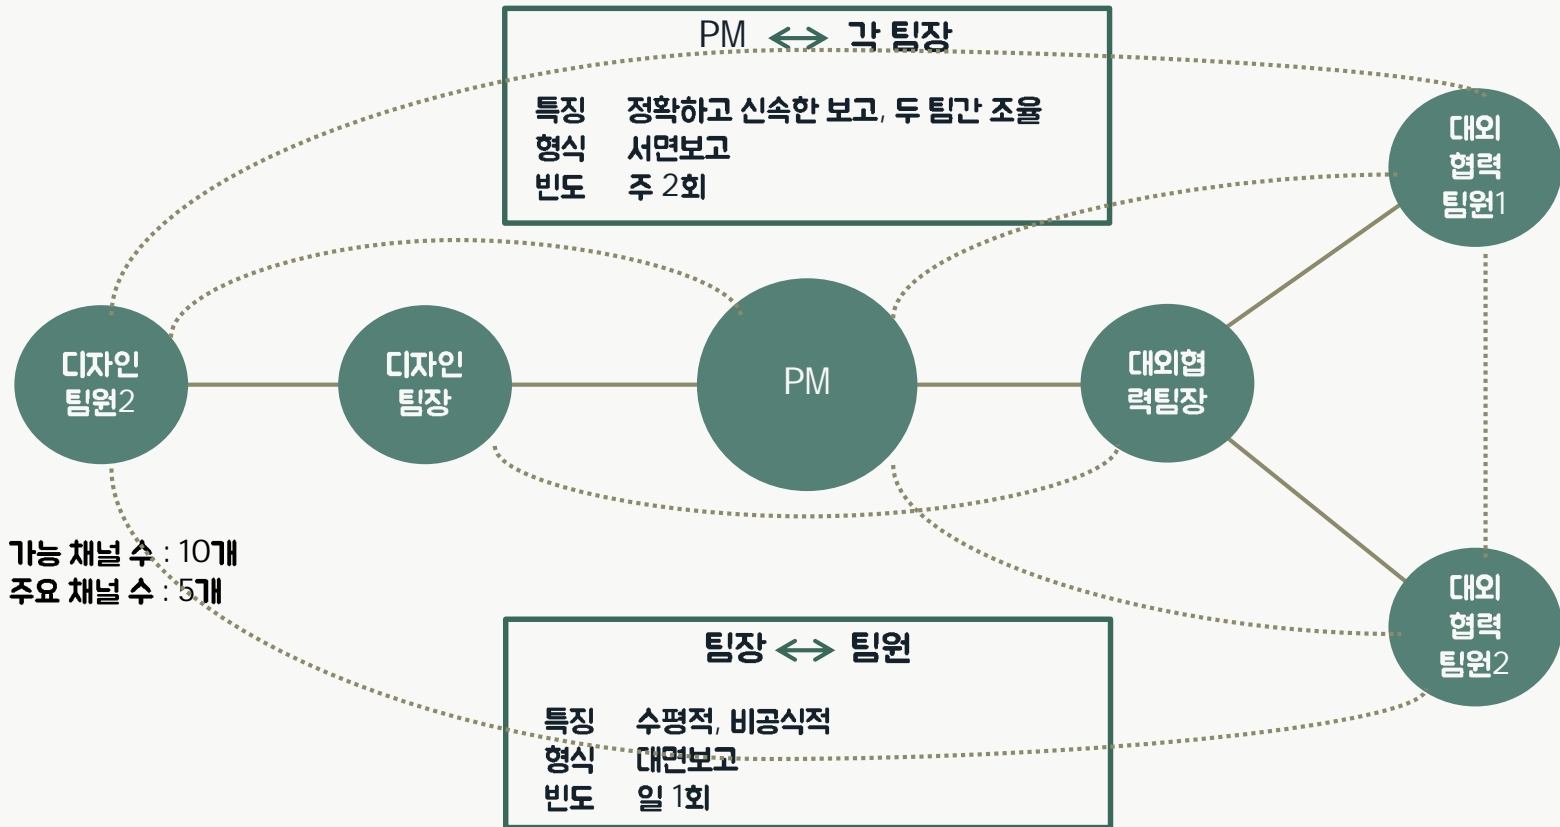 PM 각 팀장
특징 정확하고 신속한 보고, 두 팀간 조율
형식 서면보고
빈도 주 2회
대외
협력
팀원1
디자인
팀원2
디자인
팀장
PM
대외협
력팀장
가능 채널 수 : 10개
주요 채널 수 : 5개
대외
협력
팀원2
팀장 팀원
특징 수평적, 비공식적
형식 대면보고
빈도 일 1회